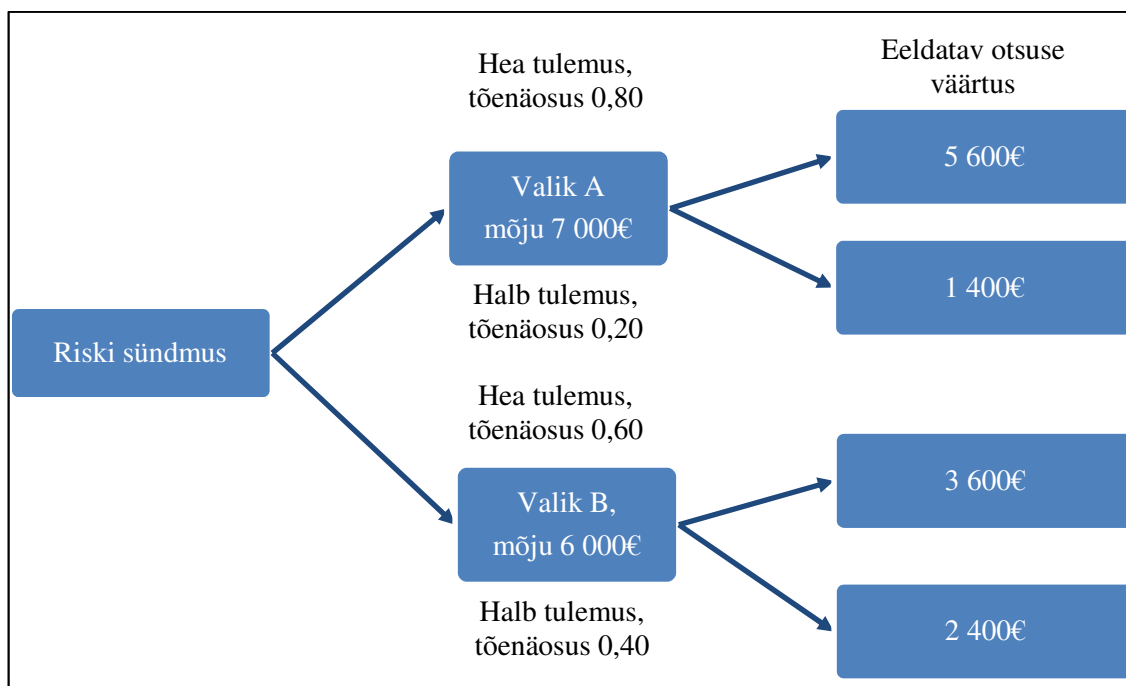 Eeldatav otsuse
väärtus
Hea tulemus,
tõenäosus 0,80
5 600€
Valik A
mõju 7 000€
1 400€
Halb tulemus,
tõenäosus 0,20
Riski sündmus
Hea tulemus,
tõenäosus 0,60
3 600€
Valik B,
mõju 6 000€
2 400€
Halb tulemus,
tõenäosus 0,40